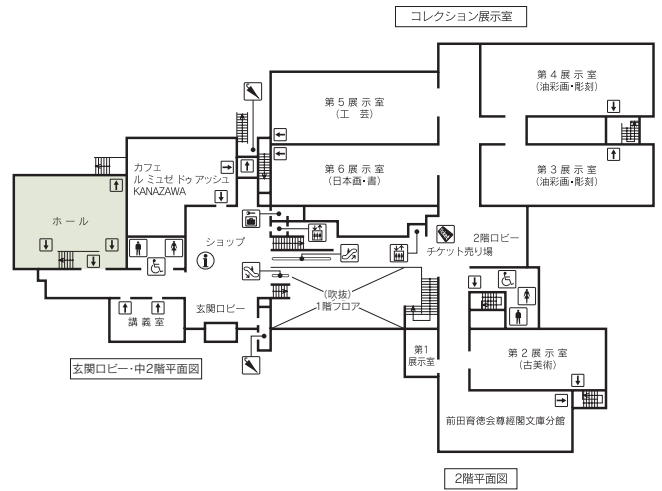 コレクション展示室
第4展示室
(油彩画・彫刻)
第5展示室
(工 芸)
第6展示室
(日本画・書)
第3展示室
(油彩画・彫刻)
カフェ
ル ミュゼ ドゥ アッシュ
KANAZAWA
ホール
ショップ
2階ロビー
チケット売り場
(吹抜)
1階フロア
玄関ロビー
講義室
第1
展示室
第2展示室
(古美術)
玄関ロビー・中2階平面図
前田育徳会尊經閣文庫分館
2階平面図